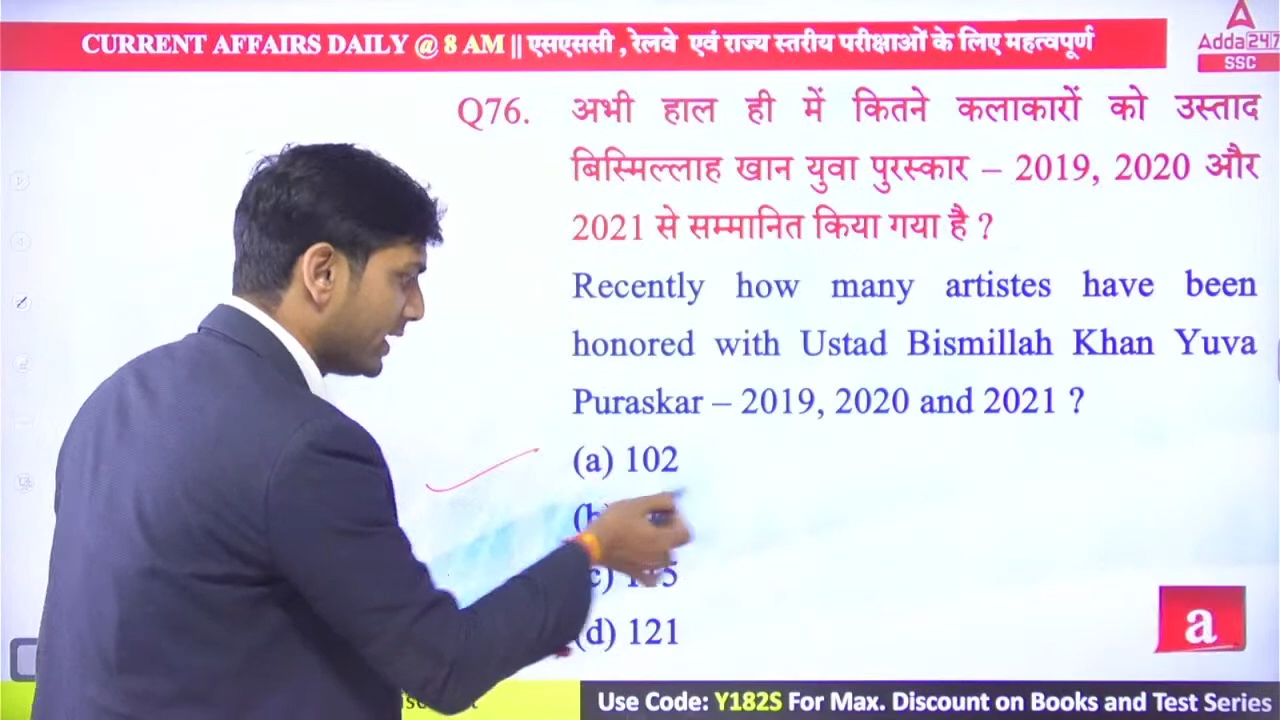 CURRENT AFFAIRS DAILY @ 8 AM || एसएससी , रेलवे एवं राज्य स्तरीय परीक्षाओं के लिए महत्वपूर्ण
Adda247
SSC
Q76. अभी हाल ही में कितने कलाकारों को उस्ताद
बिस्मिल्लाह खान युवा पुरस्कार – 2019, 2020 और
2021 से सम्मानित किया गया है ?
Recently how many artistes have been
honored with Ustad Bismillah Khan Yuva
Puraskar – 2019, 2020 and 2021 ?
(a) 102
(d) 121
a
Use Code: Y182S For Max. Discount on Books and Test Series